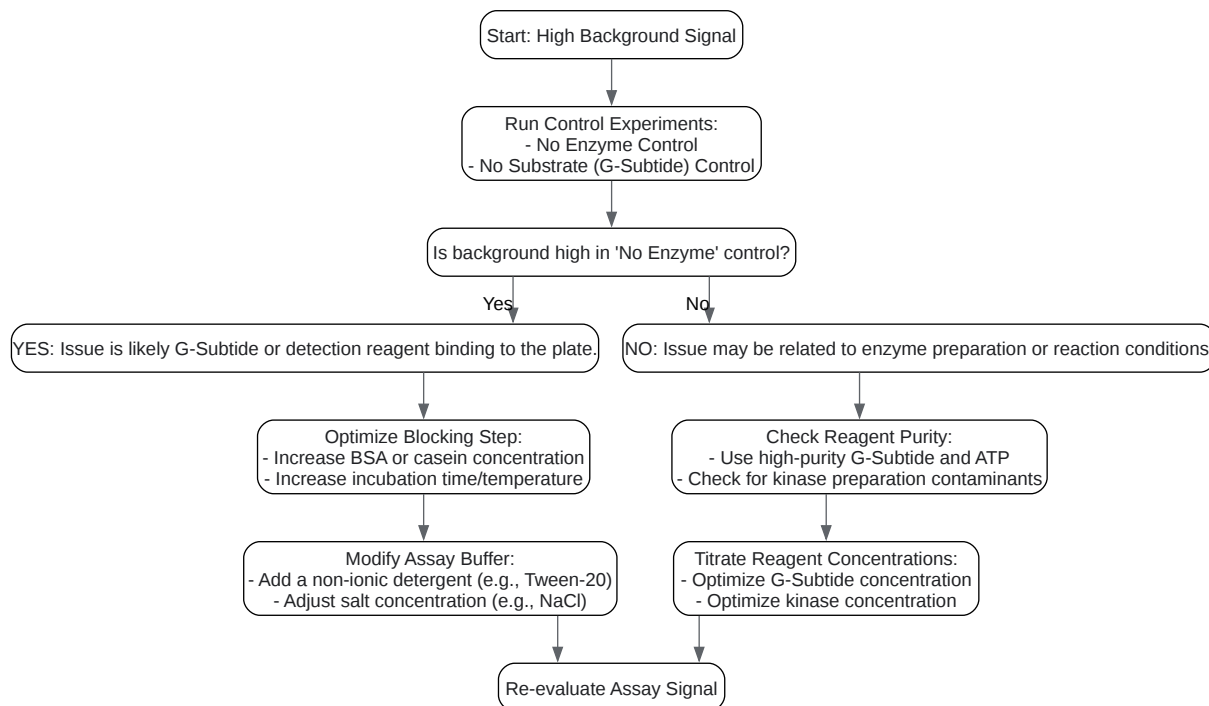 Start: High Background Signal
Run Control Experiments:
- No Enzyme Control
- No Substrate (G-Subtide) Control
Is background high in 'No Enzyme' control?
Yes
No
YES: Issue is likely G-Subtide or detection reagent binding to the plate.
NO: Issue may be related to enzyme preparation or reaction conditions
Optimize Blocking Step:
- Increase BSA or casein concentration
- Increase incubation time/temperature
Check Reagent Purity:
- Use high-purity G-Subtide and ATP
- Check for kinase preparation contaminants
Modify Assay Buffer:
- Add a non-ionic detergent (e.g., Tween-20)
- Adjust salt concentration (e.g., NaCl)
Titrate Reagent Concentrations:
- Optimize G-Subtide concentration
- Optimize kinase concentration
Re-evaluate Assay Signal